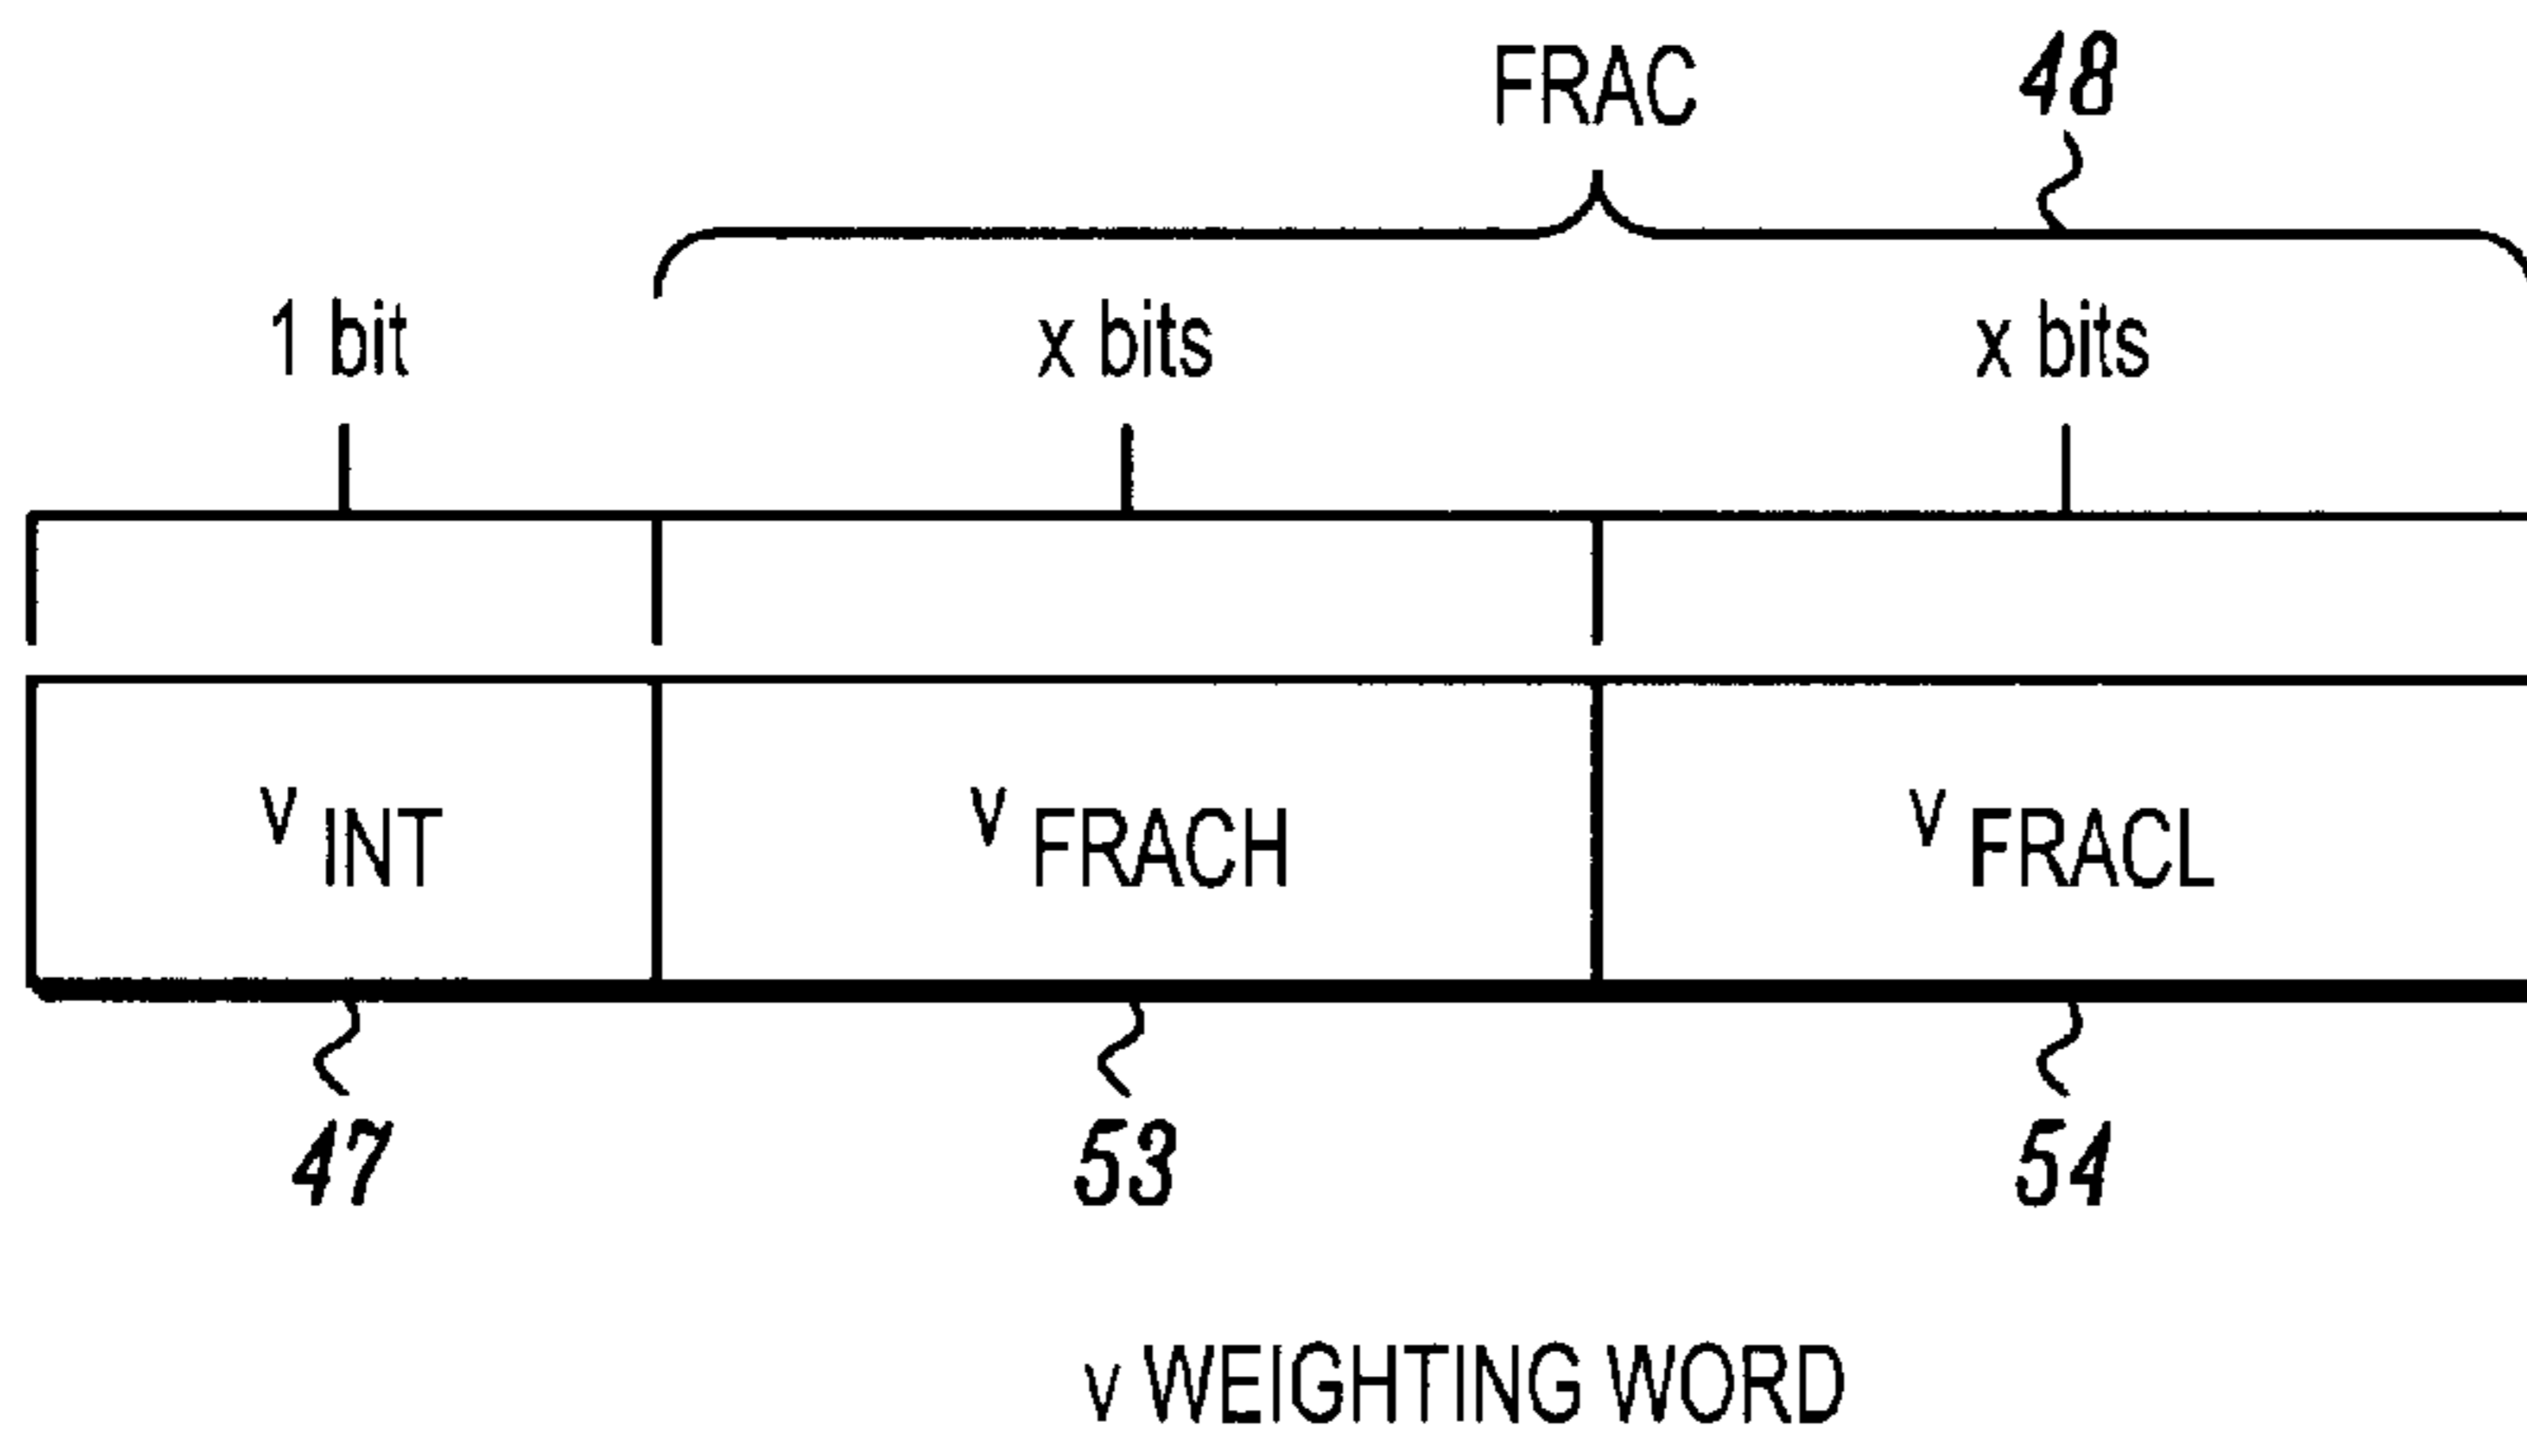 FRAC 48
1 bit x bits x bits
v INT v FRACH v FRACL
47 53 54
v WEIGHTING WORD